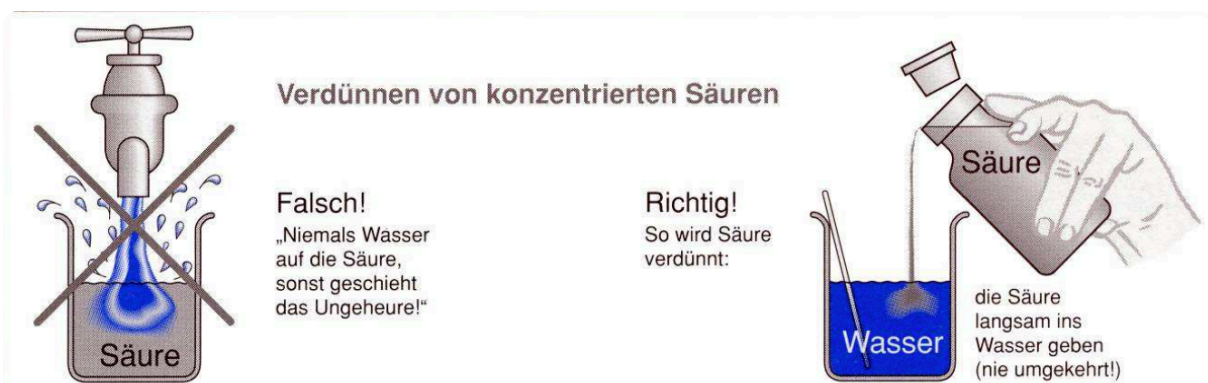 Verdünnen von konzentrierten Säuren
Falsch!
„Niemals Wasser
auf die Säure,
sonst geschieht
das Ungeheure!“
Säure
Richtig!
So wird Säure
verdünnt:
Säure
Wasser
die Säure
langsam ins
Wasser geben
(nie umgekehrt!)